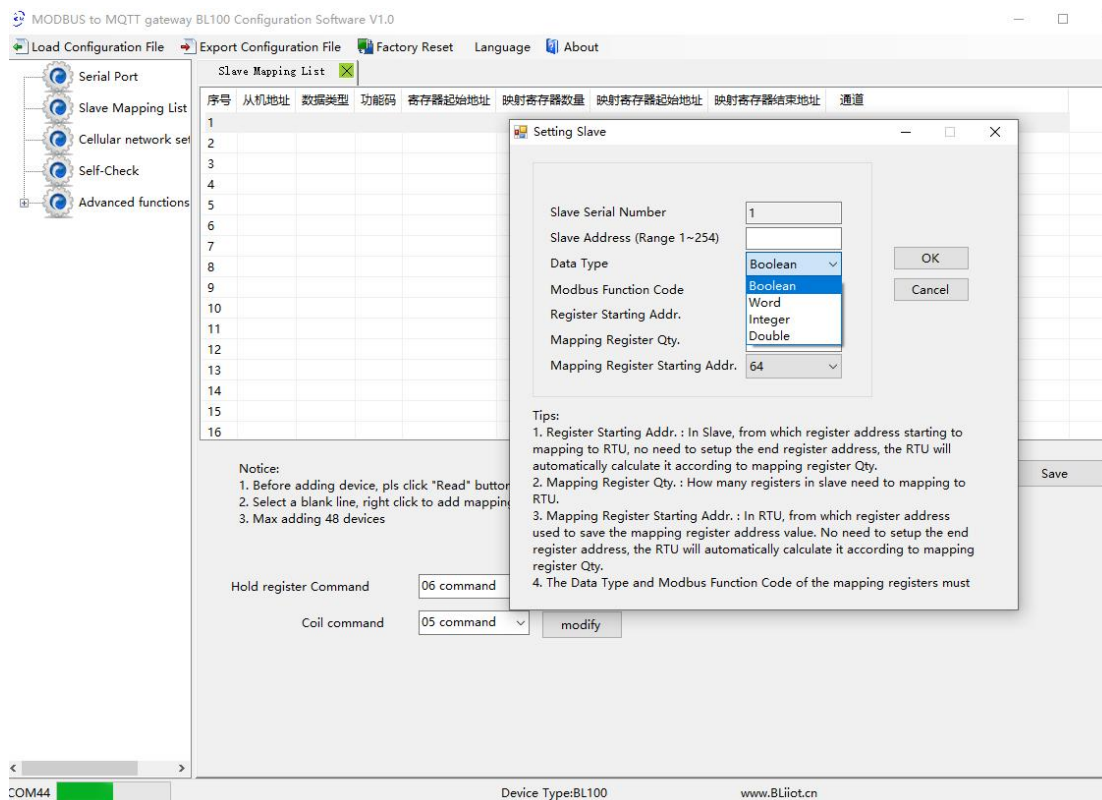 MODBUS to MQTT gateway BL100 Configuration Software V1.0
Load Configuration File Export Configuration File Factory Reset Language About
Serial Port
Slave Mapping List
Cellular network set
Self-Check
Advanced functions
Slave Mapping List
序号 从机地址 数据类型 功能码 寄存器起始地址 映射寄存器数量 映射寄存器起始地址 映射寄存器结束地址 通道
1
2
3
4
5
6
7
8
9
10
11
12
13
14
15
16
Notice:
1. Before adding device, pls click "Read" button
2. Select a blank line, right click to add mapping
3. Max adding 48 devices
Save
Hold register Command 06 command
Coil command 05 command modify
Setting Slave
Slave Serial Number 1
Slave Address (Range 1~254)
Data Type Boolean
OK
Modbus Function Code
Cancel
Register Starting Addr.
Mapping Register Qty.
Boolean
Word
Integer
Double
Mapping Register Starting Addr. 64
Tips:
1. Register Starting Addr. : In Slave, from which register address starting to
mapping to RTU, no need to setup the end register address, the RTU will
automatically calculate it according to mapping register Qty.
2. Mapping Register Qty. : How many registers in slave need to mapping to
RTU.
3. Mapping Register Starting Addr. : In RTU, from which register address
used to save the mapping register address value. No need to setup the end
register address, the RTU will automatically calculate it according to mapping
register Qty.
4. The Data Type and Modbus Function Code of the mapping registers must
COM44 Device Type:BL100 www.BLiiot.cn